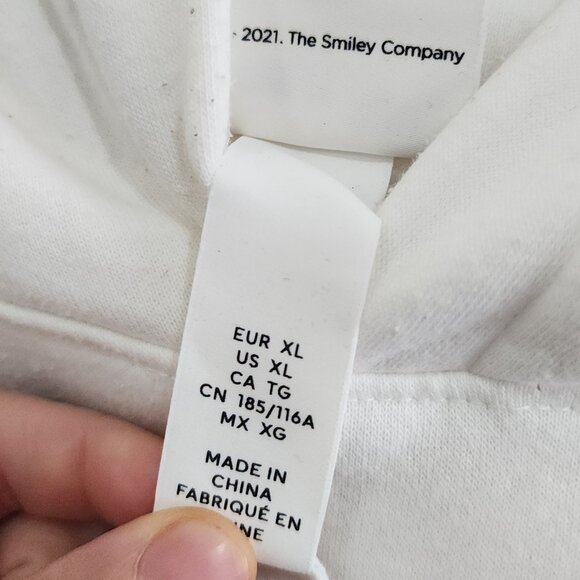 2021. The Smiley Company
EUR XL
US XL
CA TG
CN 185/116A
MX XG
MADE IN
CHINA
FABRIQUÉ EN